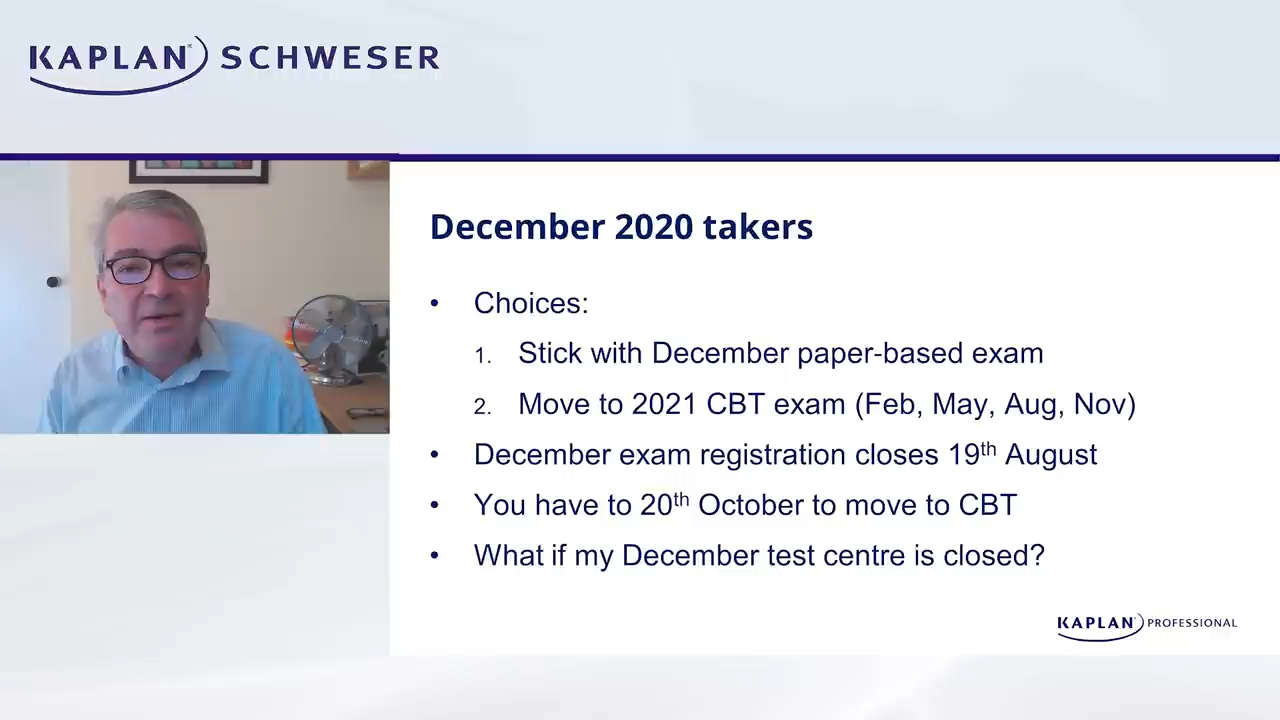 KAPLAN SCHWESER
December 2020 takers
• Choices:
1. Stick with December paper-based exam
2. Move to 2021 CBT exam (Feb, May, Aug, Nov)
• December exam registration closes 19th August
• You have to 20th October to move to CBT
• What if my December test centre is closed?
KAPLAN PROFESSIONAL